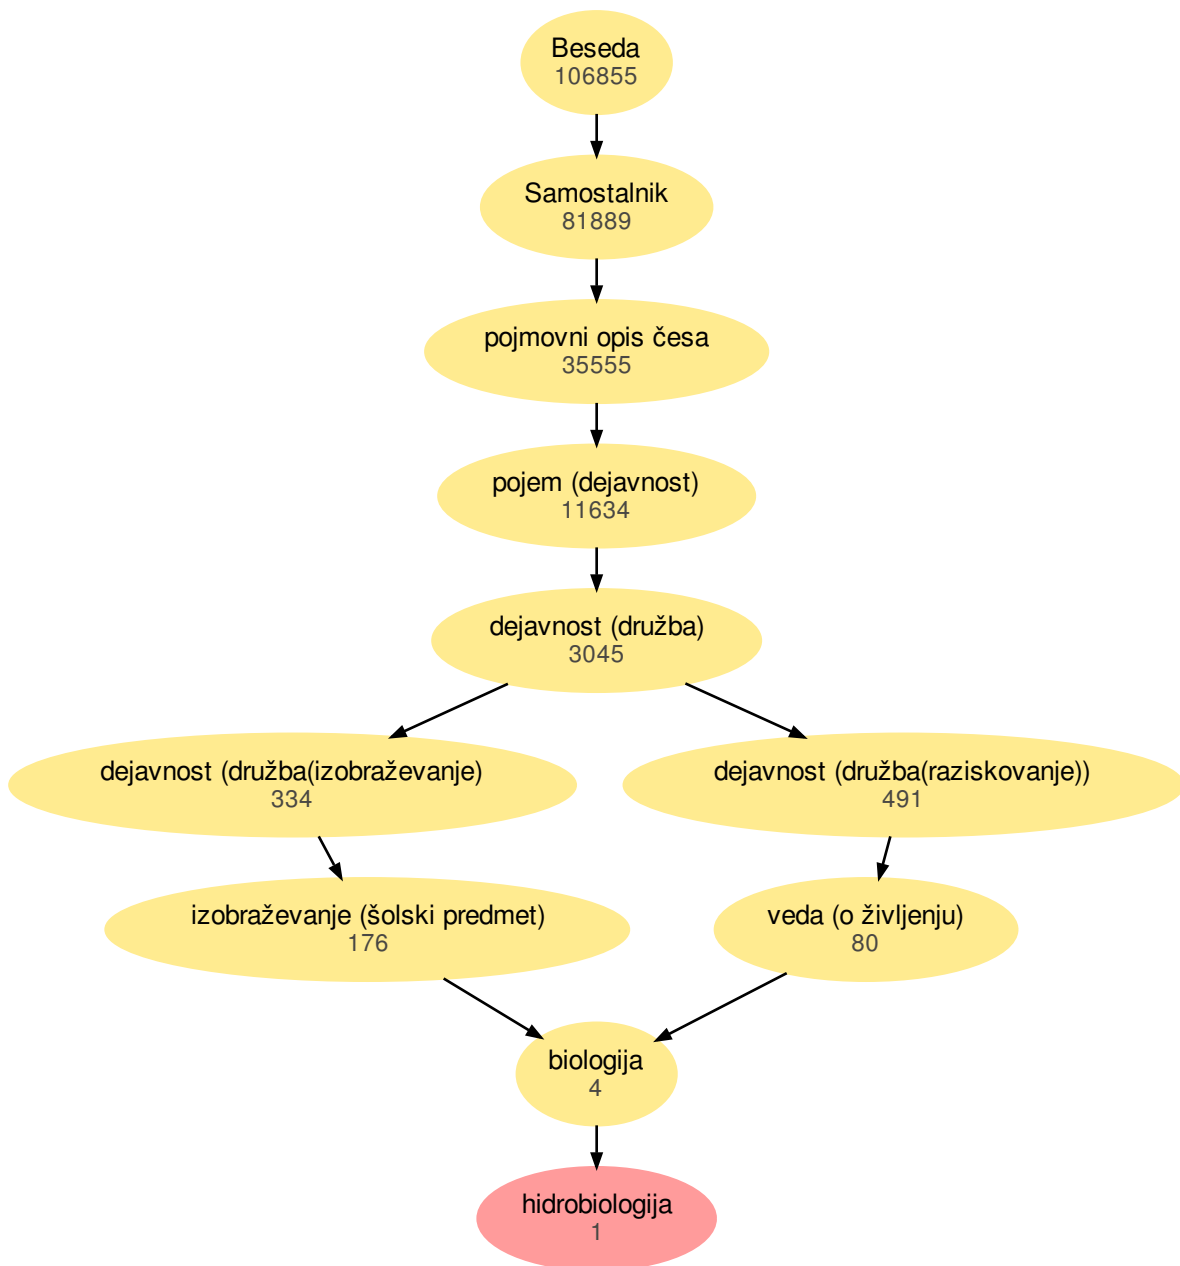 Beseda
106855
Samostalnik
81889
pojmovni opis česa
35555
pojem (dejavnost)
11634
dejavnost (družba)
3045
dejavnost (družba(izobraževanje)
334
dejavnost (družba(raziskovanje))
491
izobraževanje (šolski predmet)
176
veda (o življenju)
80
biologija
4
hidrobiologija
1